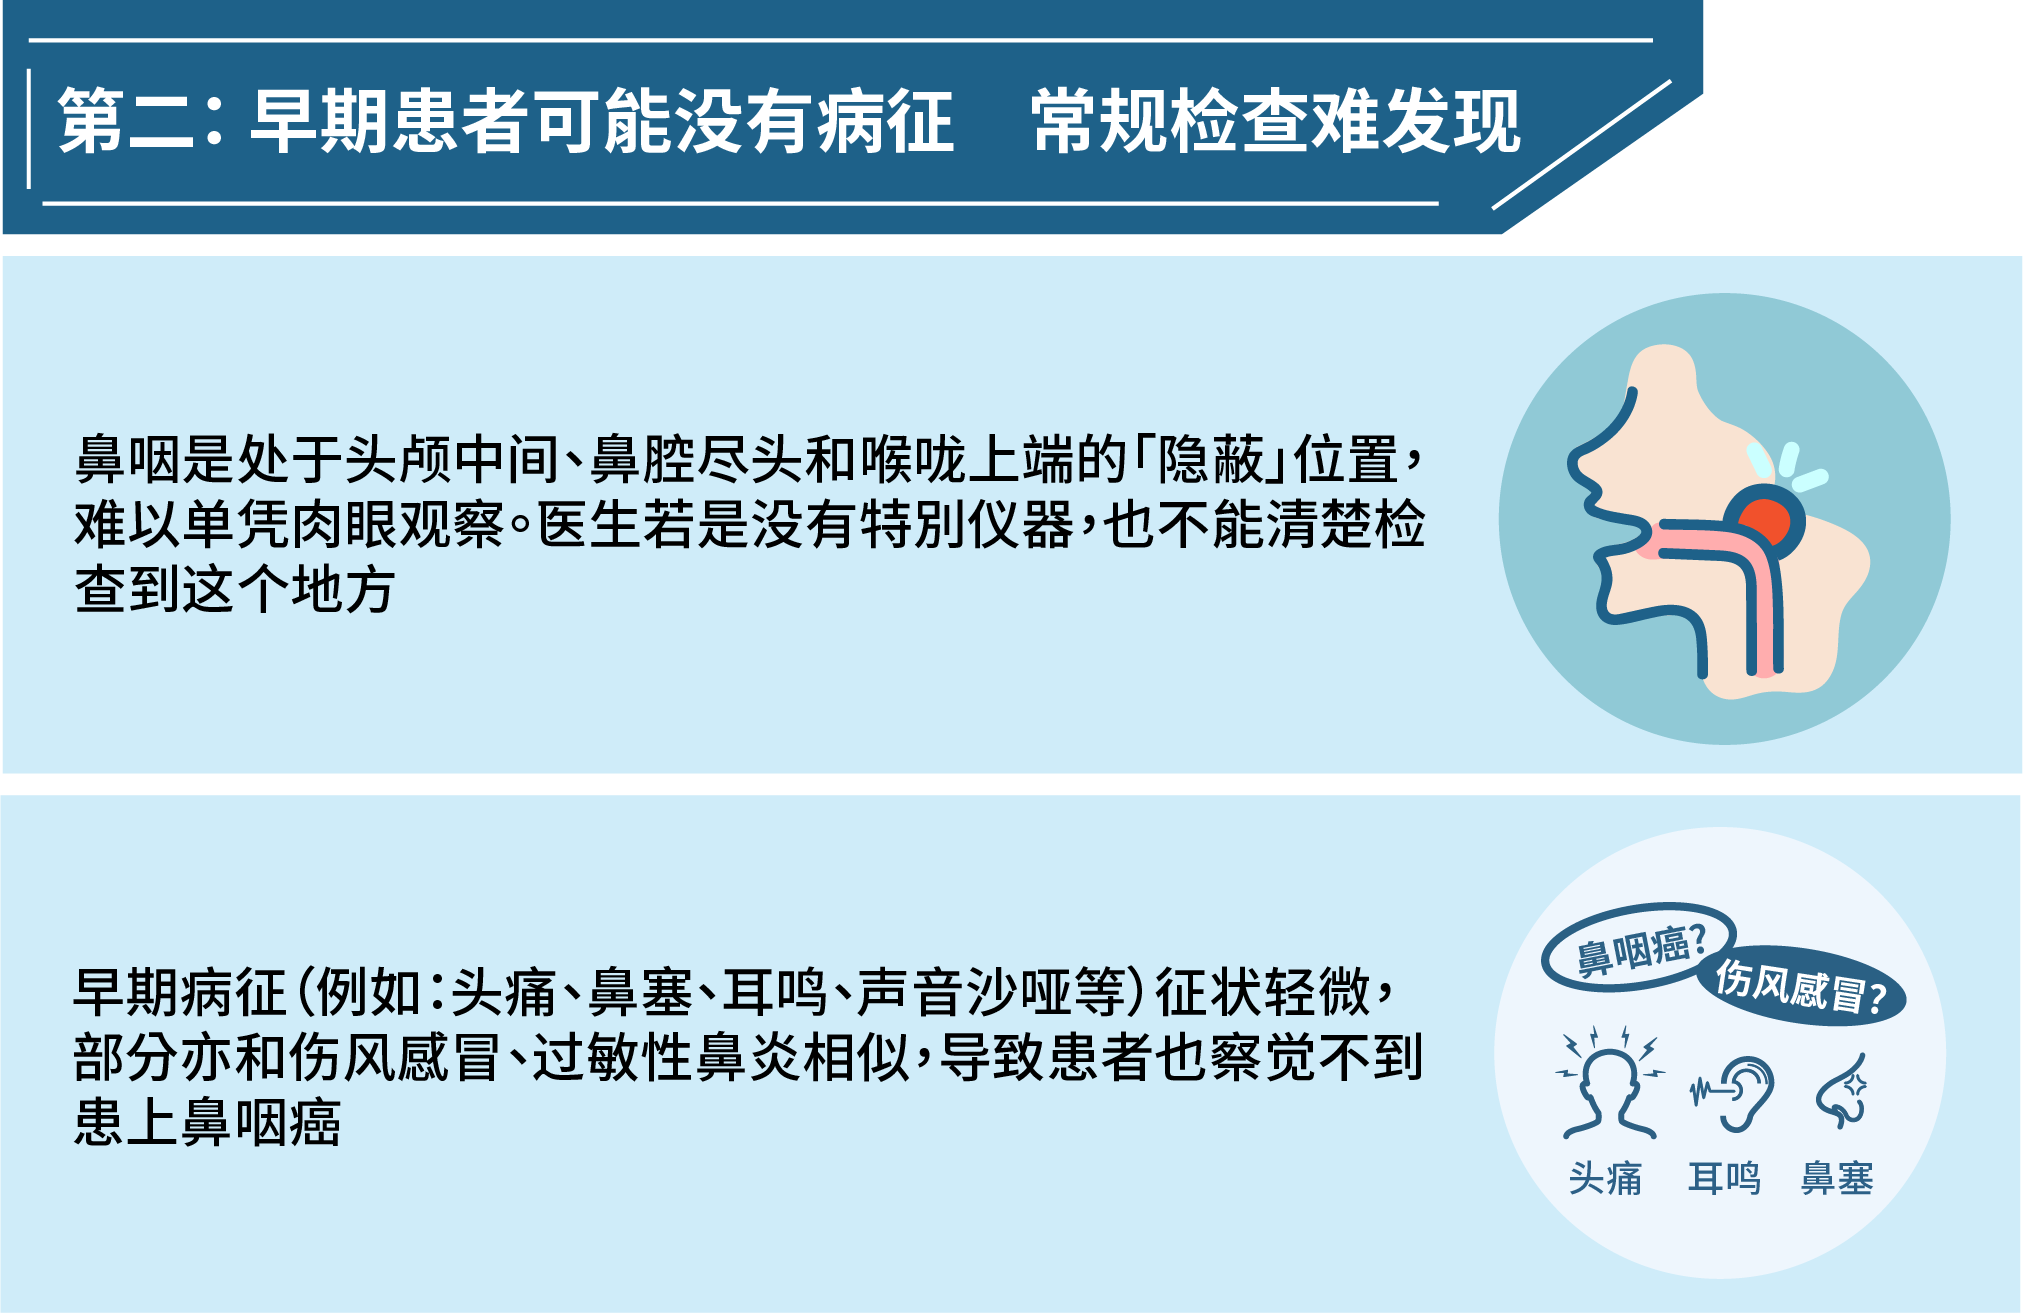 第二：早期患者可能没有病征　常规检查难发现
鼻咽是处于头颅中间、鼻腔尽头和喉咙上端的「隐蔽」位置，
难以单凭肉眼观察。医生若是没有特別仪器，也不能清楚检
查到这个地方
早期病征（例如：头痛、鼻塞、耳鸣、声音沙哑等）征状轻微，
部分亦和伤风感冒、过敏性鼻炎相似，导致患者也察觉不到
患上鼻咽癌
鼻咽癌？
伤风感冒？
头痛
耳鸣
鼻塞